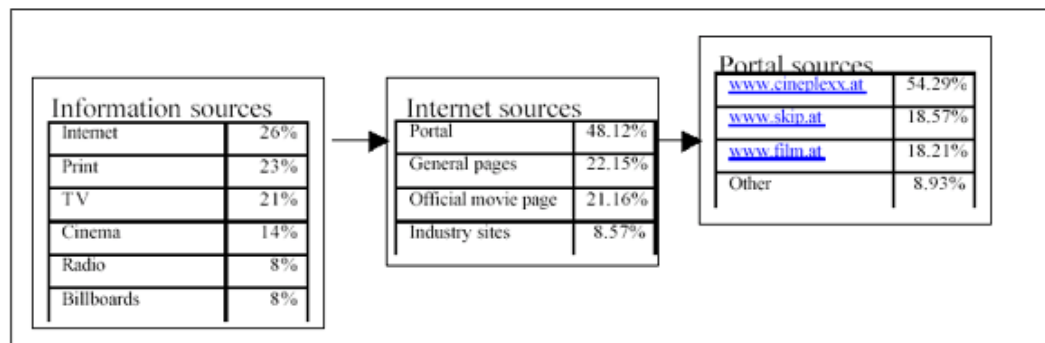 Information sources
Internet 26%
Print 23%
TV 21%
Cinema 14%
Radio 8%
Billboards 8%
Internet sources
Portal 48.12%
General pages 22.15%
Official movie page 21.16%
Industry sites 8.57%
Portal sources
www.cineplexx.at 54.29%
www.skip.at 18.57%
www.film.at 18.21%
Other 8.93%